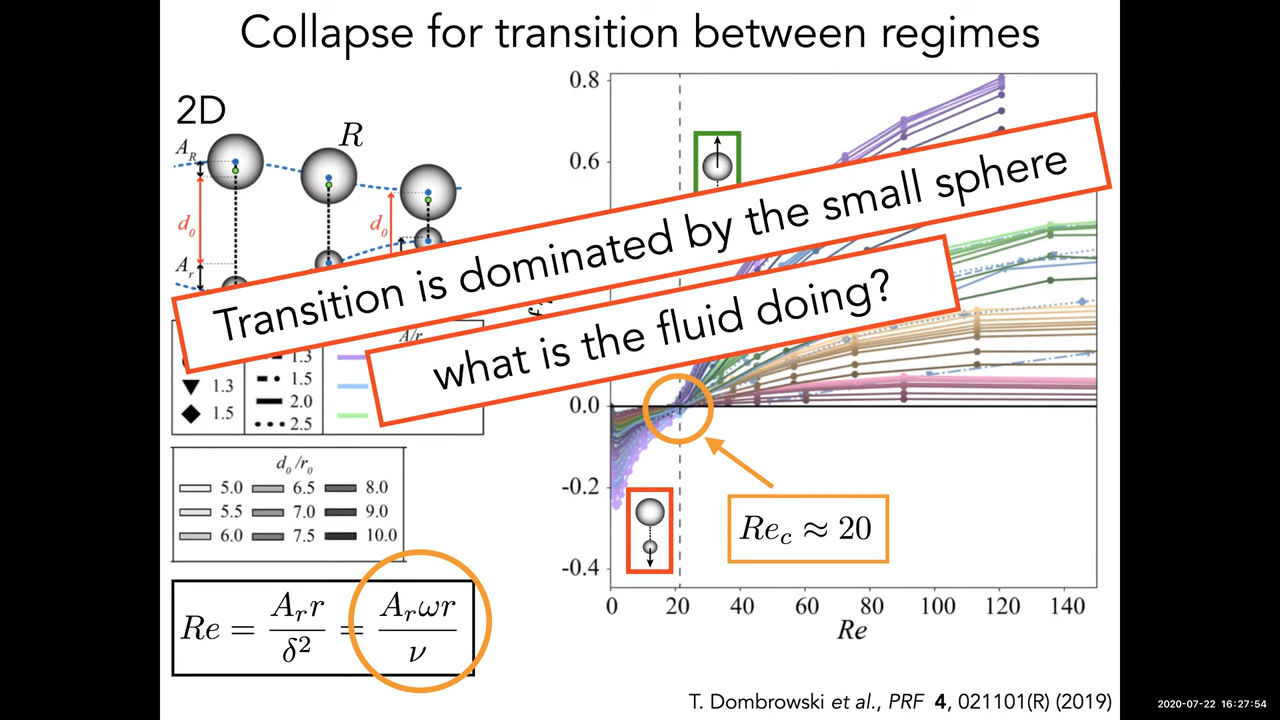 Collapse for transition between regimes
2D
A_R
R
d_0
d_0
A_r
Transition is dominated by the small sphere
what is the fluid doing?
A/r
1.3
1.3
1.5
1.5
2.0
2.5
d_0/r_0
5.0 6.5 8.0
5.5 7.0 9.0
6.0 7.5 10.0
Re = A_r r / δ^2 = A_r ω r / ν
0.8
0.6
0.0
-0.2
-0.4
0 20 40 60 80 100 120 140
Re
Re_c ≈ 20
T. Dombrowski et al., PRF 4, 021101(R) (2019)
2020-07-22 16:27:54